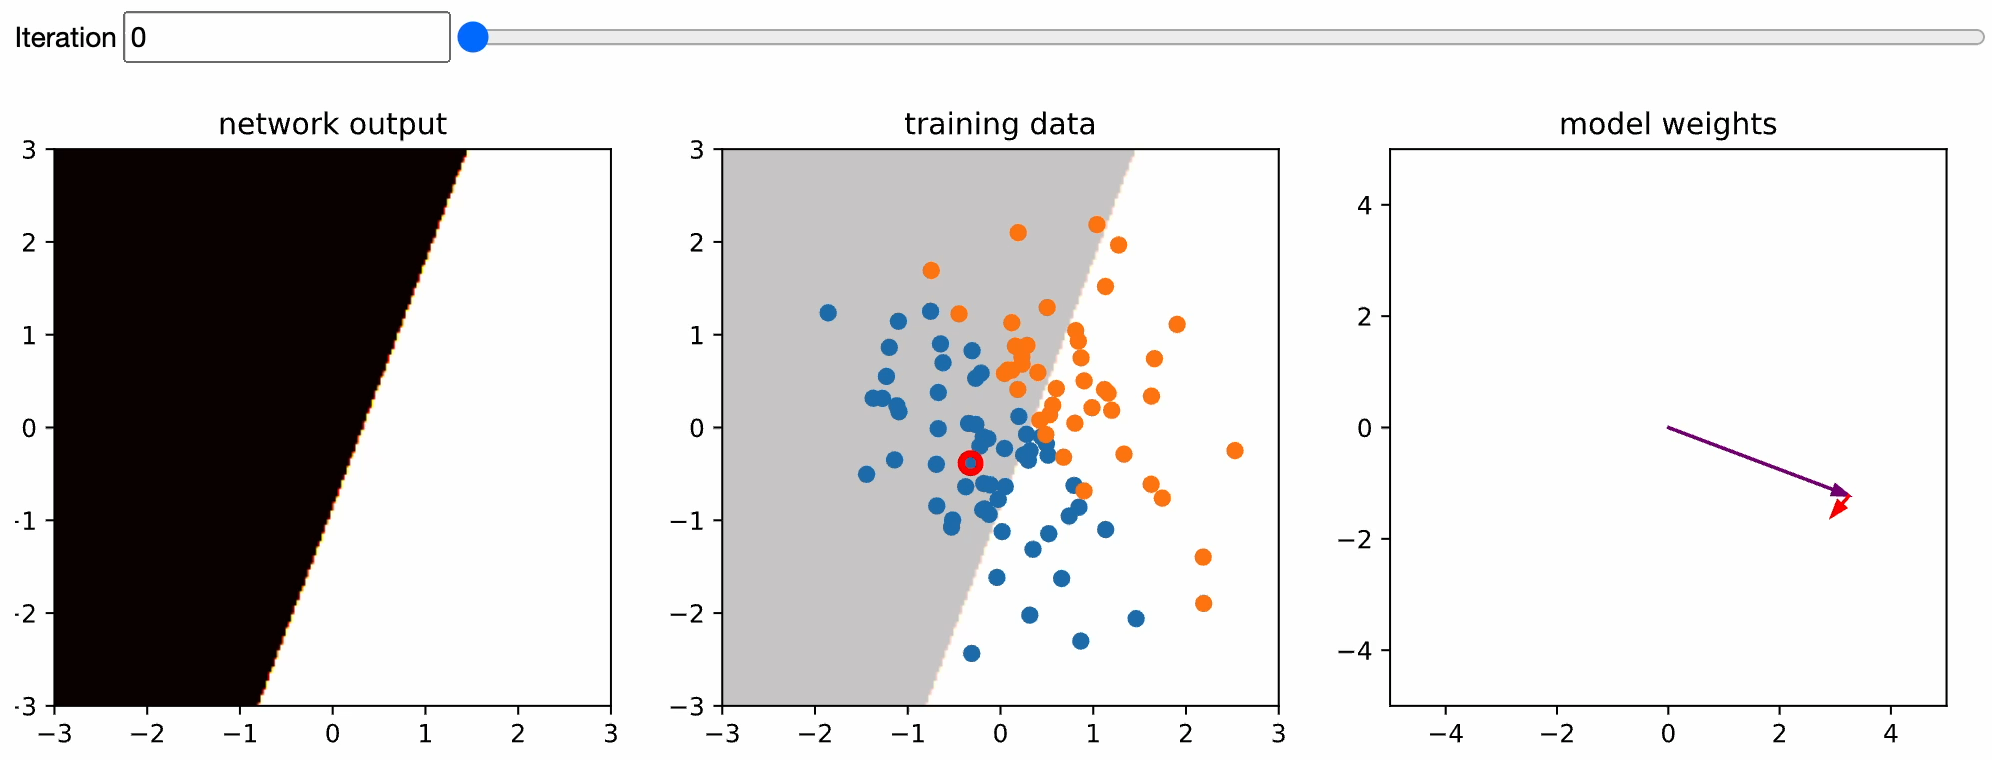 Iteration 0
network output
training data
model weights
3
2
1
0
-1
-2
-3
−3 −2 −1 0 1 2 3
3
2
1
0
−1
−2
−3
−3 −2 −1 0 1 2 3
4
2
0
−2
−4
−4 −2 0 2 4